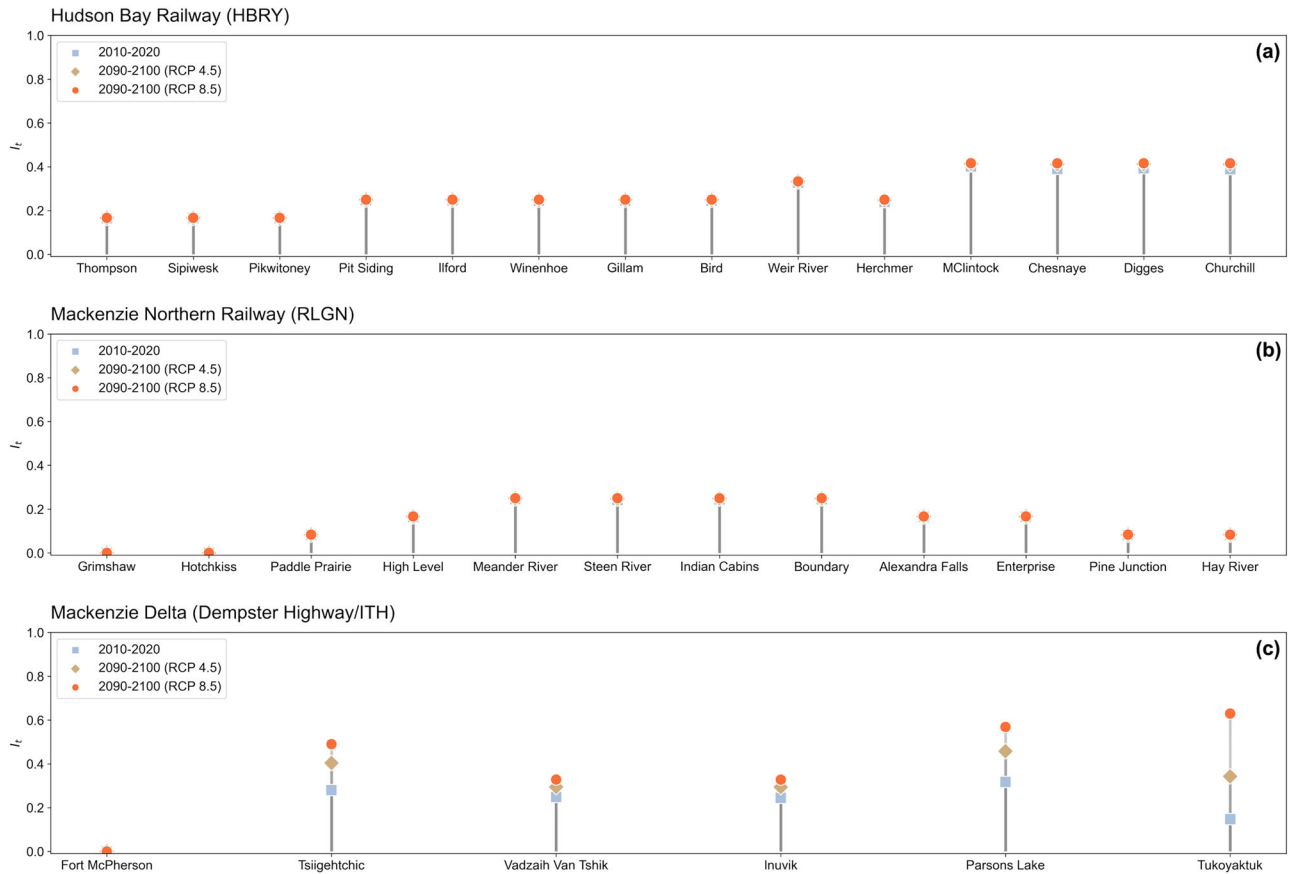 Hudson Bay Railway (HBRY)
1.0
0.8
0.6
0.4
0.2
0.0
I_t
2010-2020
2090-2100 (RCP 4.5)
2090-2100 (RCP 8.5)
(a)
Thompson Sipiwesk Pikwitoney Pit Siding Ilford Winenhoe Gillam Bird Weir River Herchmer MClintock Chesnaye Digges Churchill
Mackenzie Northern Railway (RLGN)
1.0
0.8
0.6
0.4
0.2
0.0
I_t
2010-2020
2090-2100 (RCP 4.5)
2090-2100 (RCP 8.5)
(b)
Grimshaw Hotchkiss Paddle Prairie High Level Meander River Steen River Indian Cabins Boundary Alexandra Falls Enterprise Pine Junction Hay River
Mackenzie Delta (Dempster Highway/ITH)
1.0
0.8
0.6
0.4
0.2
0.0
I_t
2010-2020
2090-2100 (RCP 4.5)
2090-2100 (RCP 8.5)
(c)
Fort McPherson Tsiigehtchic Vadzaih Van Tshik Inuvik Parsons Lake Tukoyaktuk